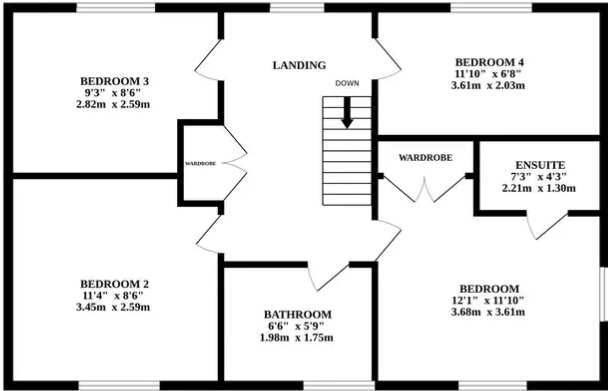 BEDROOM 3
9'3" x 8'6"
2.82m x 2.59m
LANDING
DOWN
BEDROOM 4
11'10" x 6'8"
3.61m x 2.03m
WARDROBE
WARDROBE
ENSUITE
7'3" x 4'3"
2.21m x 1.30m
BEDROOM 2
11'4" x 8'6"
3.45m x 2.59m
BATHROOM
6'6" x 5'9"
1.98m x 1.75m
BEDROOM
12'1" x 11'10"
3.68m x 3.61m